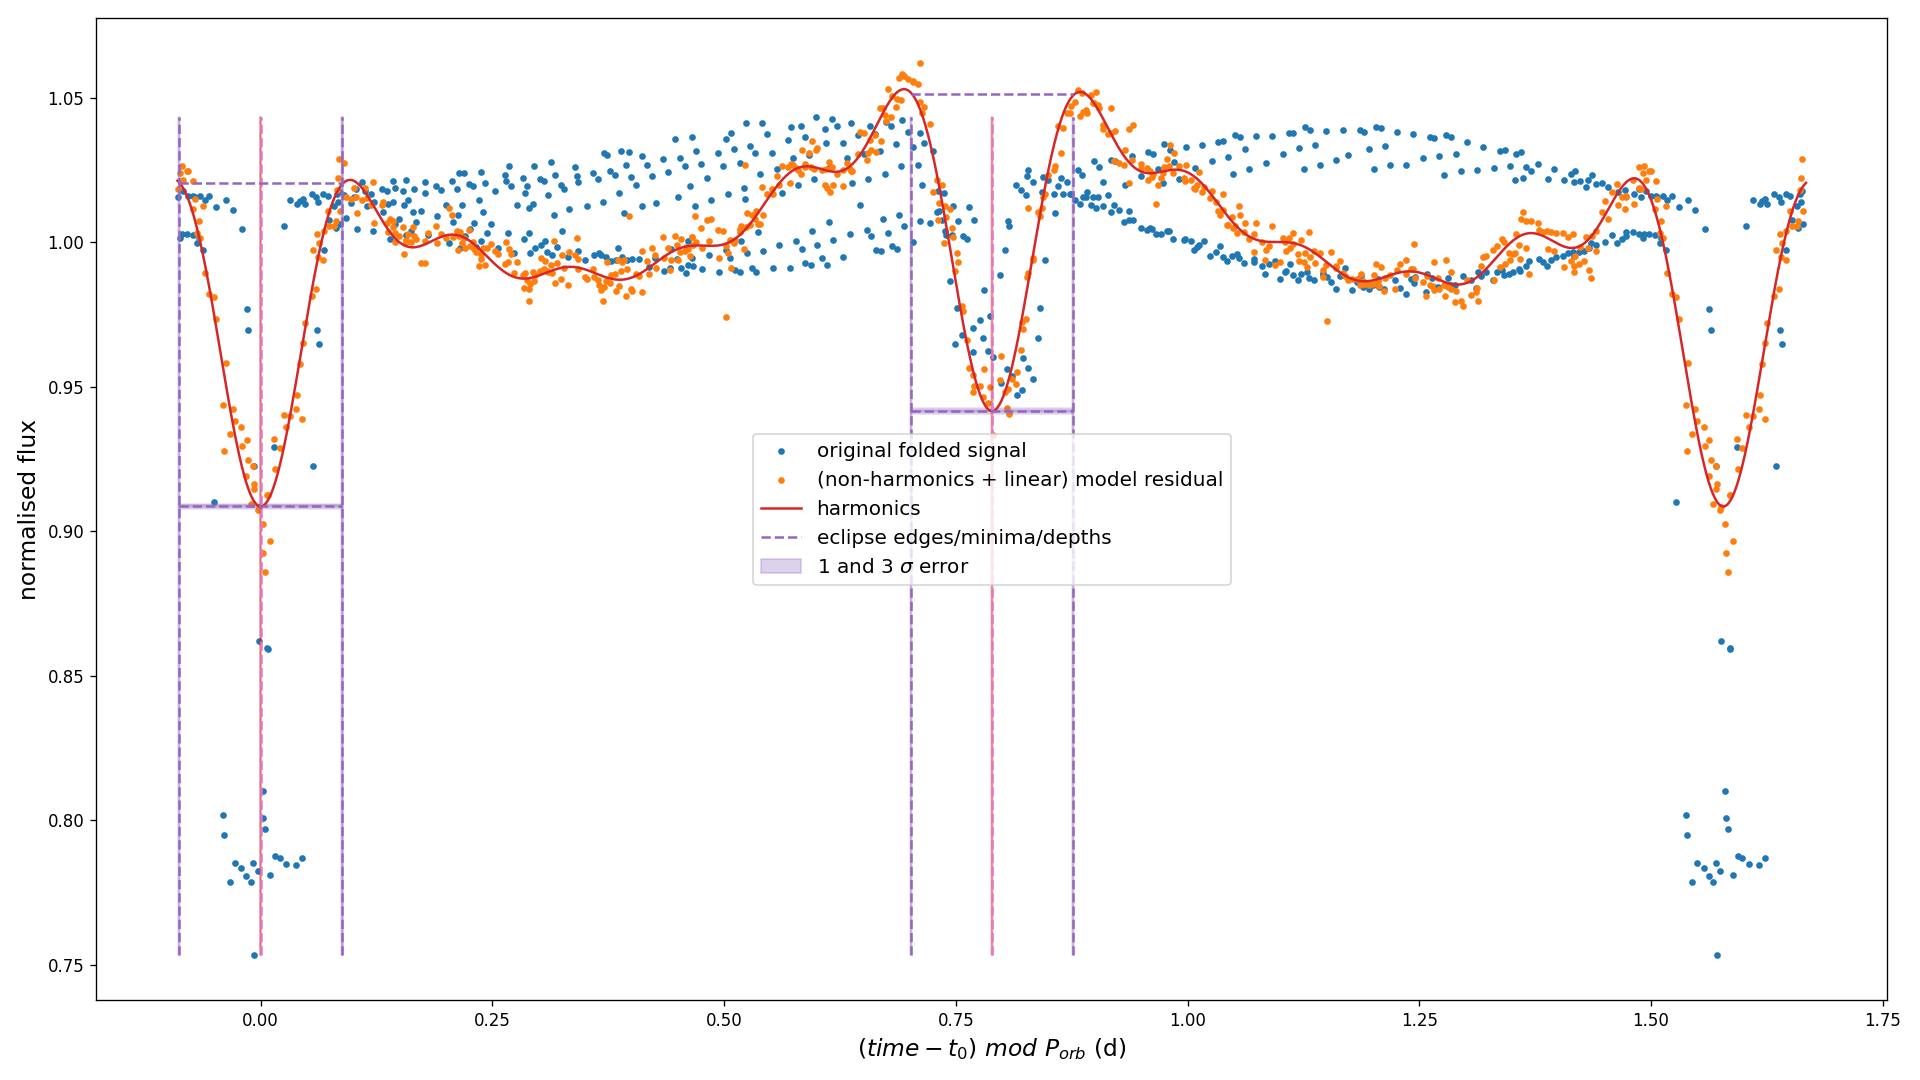 1.05
1.00
0.95
0.90
0.85
0.80
0.75
normalised flux
original folded signal
(non-harmonics + linear) model residual
harmonics
eclipse edges/minima/depths
1 and 3 σ error
0.00 0.25 0.50 0.75 1.00 1.25 1.50 1.75
(time − t₀) mod P_orb (d)